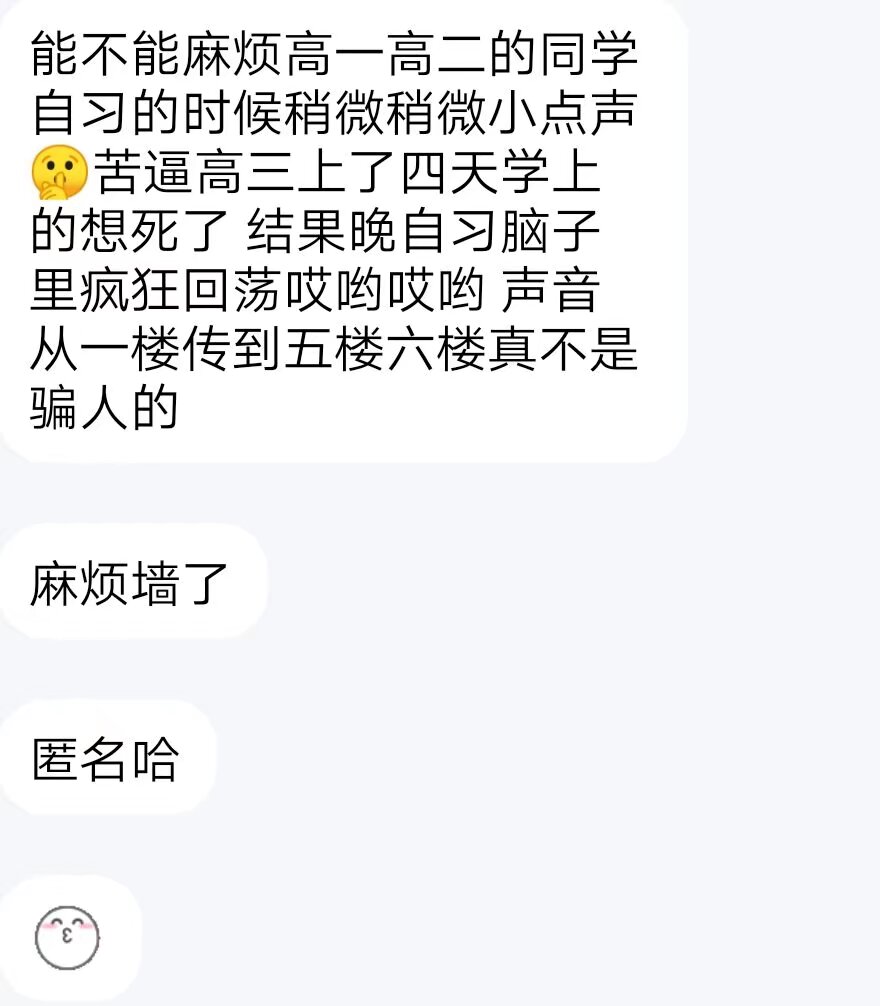 能不能麻烦高一高二的同学
自习的时候稍微稍微小点声
🤫苦逼高三上了四天学上
的想死了 结果晚自习脑子
里疯狂回荡哎哟哎哟 声音
从一楼传到五楼六楼真不是
骗人的
麻烦墙了
匿名哈